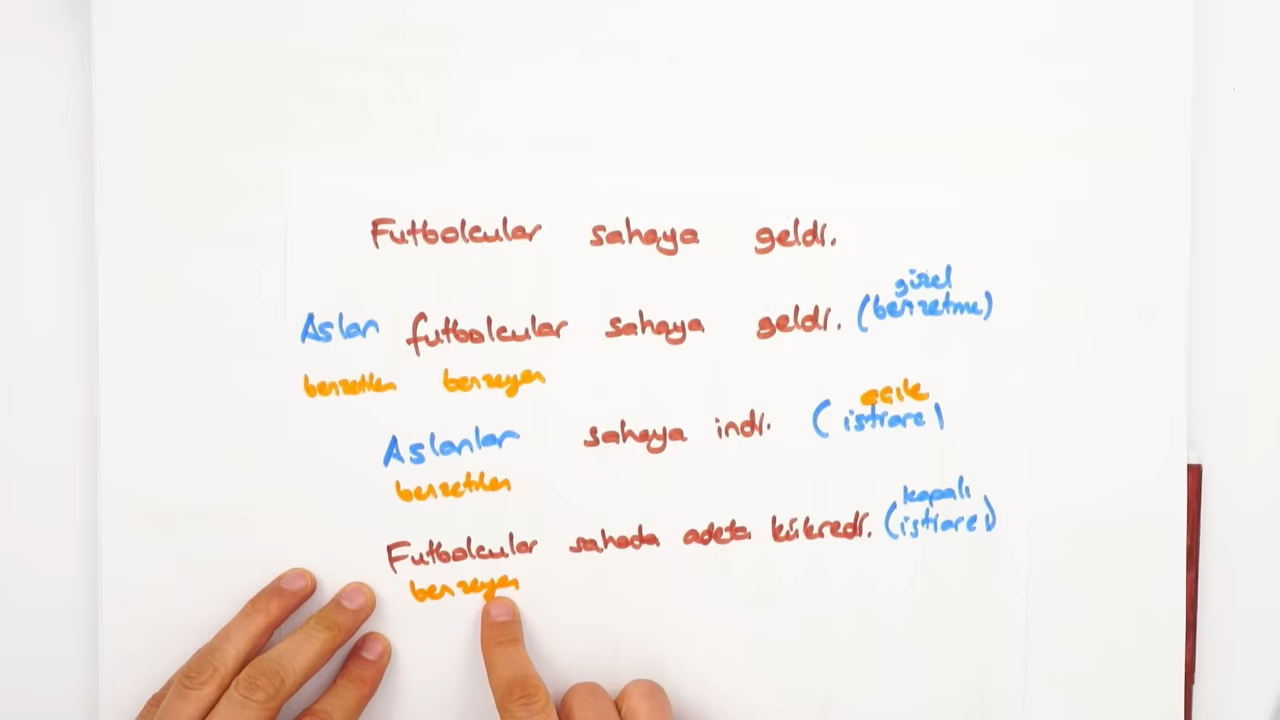 Futbolcular sahaya geldi.
güzel
Aslan futbolcular sahaya geldi. (benzetme)
benzetilen benzeyen
açık
Aslanlar sahaya indi. (istiare)
benzetilen
kapalı
Futbolcular sahada adeta kükredi. (istiare)
benzeyen